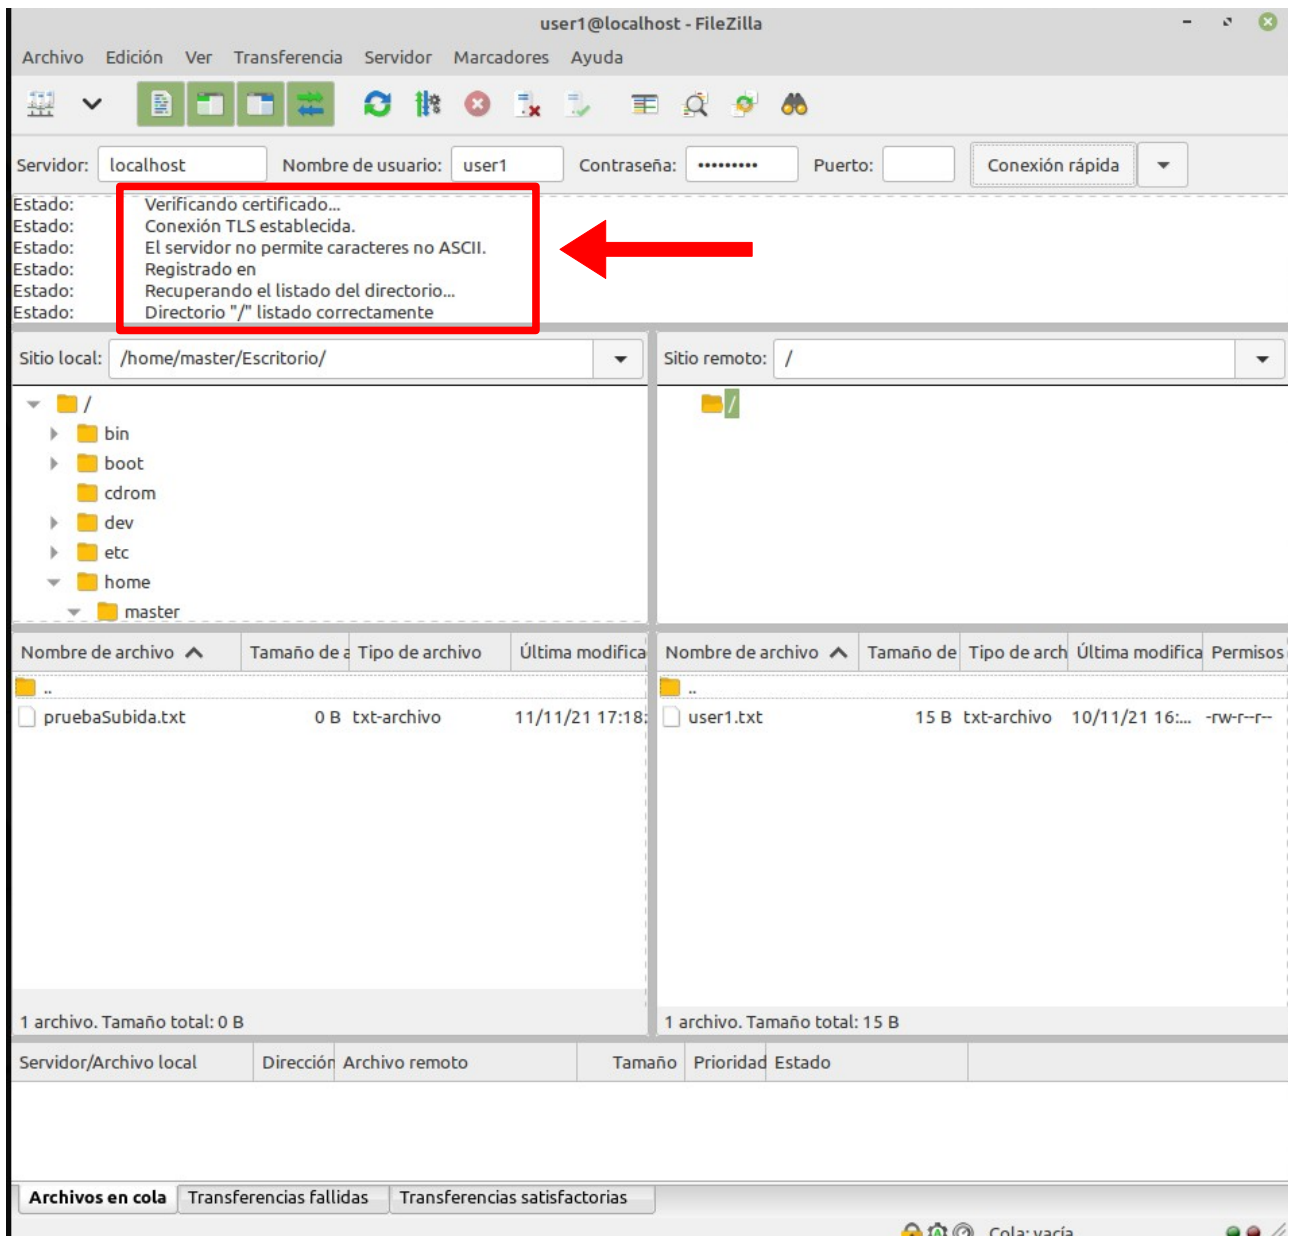 user1@localhost - FileZilla
Archivo Edición Ver Transferencia Servidor Marcadores Ayuda
Servidor: localhost Nombre de usuario: user1 Contraseña: ••••••••• Puerto: Conexión rápida
Estado: Verificando certificado...
Estado: Conexión TLS establecida.
Estado: El servidor no permite caracteres no ASCII.
Estado: Registrado en
Estado: Recuperando el listado del directorio...
Estado: Directorio "/" listado correctamente
Sitio local: /home/master/Escritorio/
Sitio remoto: /
/
bin
boot
cdrom
dev
etc
home
master
/
Nombre de archivo Tamaño de a Tipo de archivo Última modifica
..
pruebaSubida.txt 0 B txt-archivo 11/11/21 17:18:
1 archivo. Tamaño total: 0 B
Nombre de archivo Tamaño de Tipo de arch Última modifica Permisos
..
user1.txt 15 B txt-archivo 10/11/21 16:... -rw-r--r--
1 archivo. Tamaño total: 15 B
Servidor/Archivo local Dirección Archivo remoto Tamaño Prioridad Estado
Archivos en cola Transferencias fallidas Transferencias satisfactorias
Cola: vacía